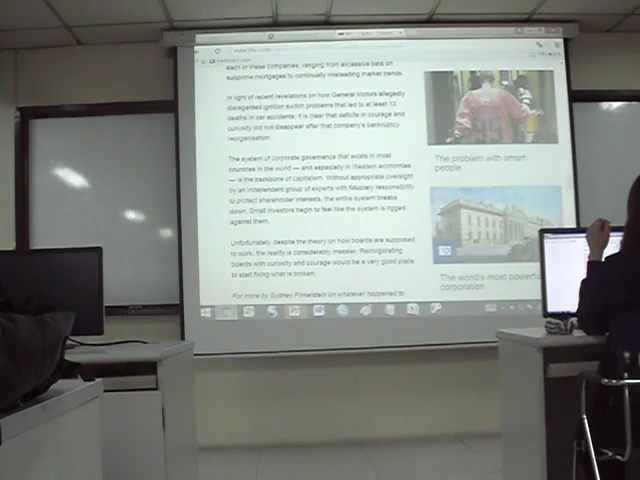 each of these companies, ranging from excessive bets on
subprime mortgages to continually misreading market trends.
In light of recent revelations on how General Motors allegedly
disregarded ignition switch problems that led to at least 13
deaths in car accidents, it is clear that deficits in courage and
curiosity did not disappear after that company's bankruptcy
reorganisation.
The system of corporate governance that exists in most
countries in the world — and especially in Western economies
— is the backbone of capitalism. Without appropriate oversight
by an independent group of experts with fiduciary responsibility
to protect shareholder interests, the entire system breaks
down. Small investors begin to feel like the system is rigged
against them.
Unfortunately, despite the theory on how boards are supposed
to work, the reality is considerably messier. Reinvigorating
boards with curiosity and courage would be a very good place
to start fixing what is broken.
For more by Sydney Finkelstein on whatever happened to
The problem with smart
people
The world's most powerful
corporation